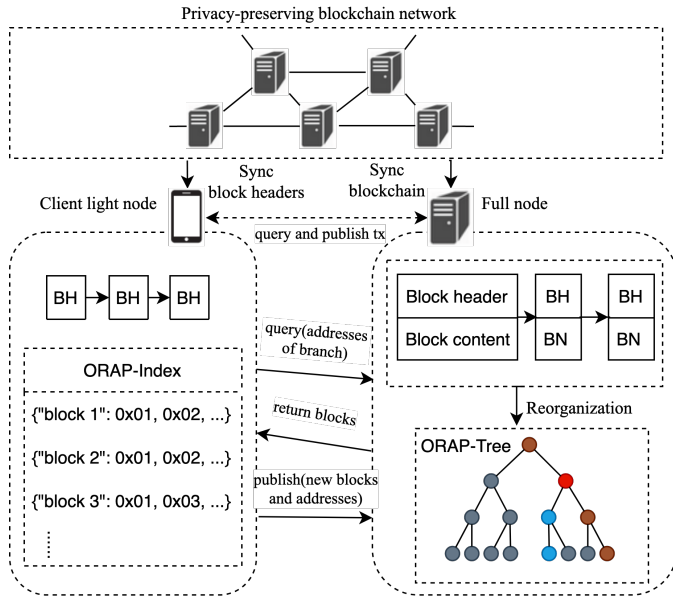 Privacy-preserving blockchain network
Sync
block headers
Sync
blockchain
Client light node
Full node
query and publish tx
BH
BH
BH
Block header
BH
BH
Block content
BN
BN
query(addresses
of branch)
ORAP-Index
return blocks
Reorganization
{"block 1": 0x01, 0x02, ...}
{"block 2": 0x01, 0x02, ...}
{"block 3": 0x01, 0x03, ...}
publish(new blocks
and addresses)
ORAP-Tree